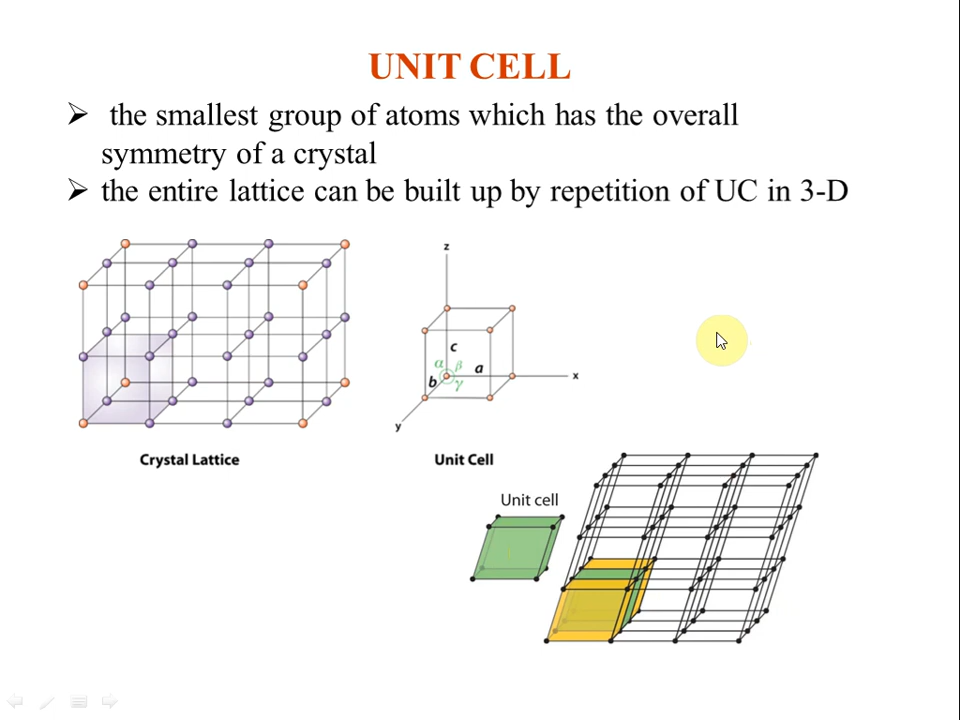 UNIT CELL
➢ the smallest group of atoms which has the overall
symmetry of a crystal
➢ the entire lattice can be built up by repetition of UC in 3-D
z
c
α β
b γ a
x
y
Crystal Lattice
Unit Cell
Unit cell